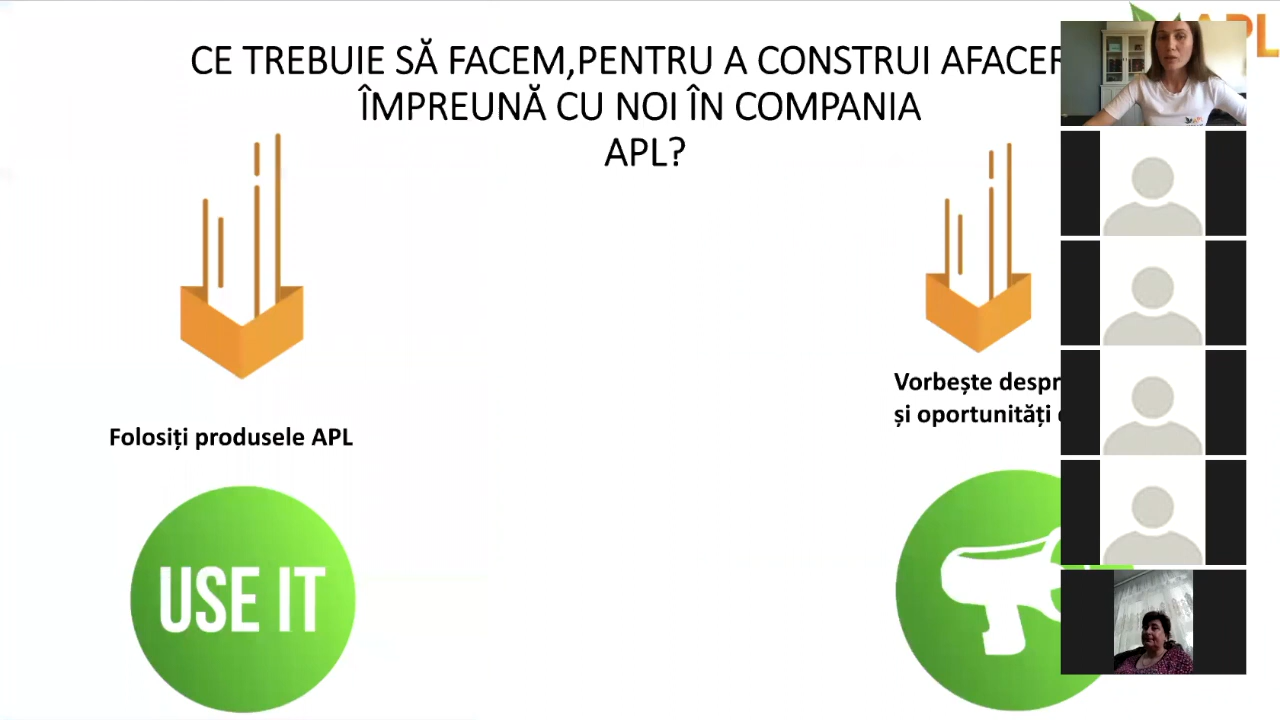 CE TREBUIE SĂ FACEM,PENTRU A CONSTRUI AFACER
ÎMPREUNĂ CU NOI ÎN COMPANIA
APL?
Folosiți produsele APL
Vorbește despr
și oportunități
USE IT